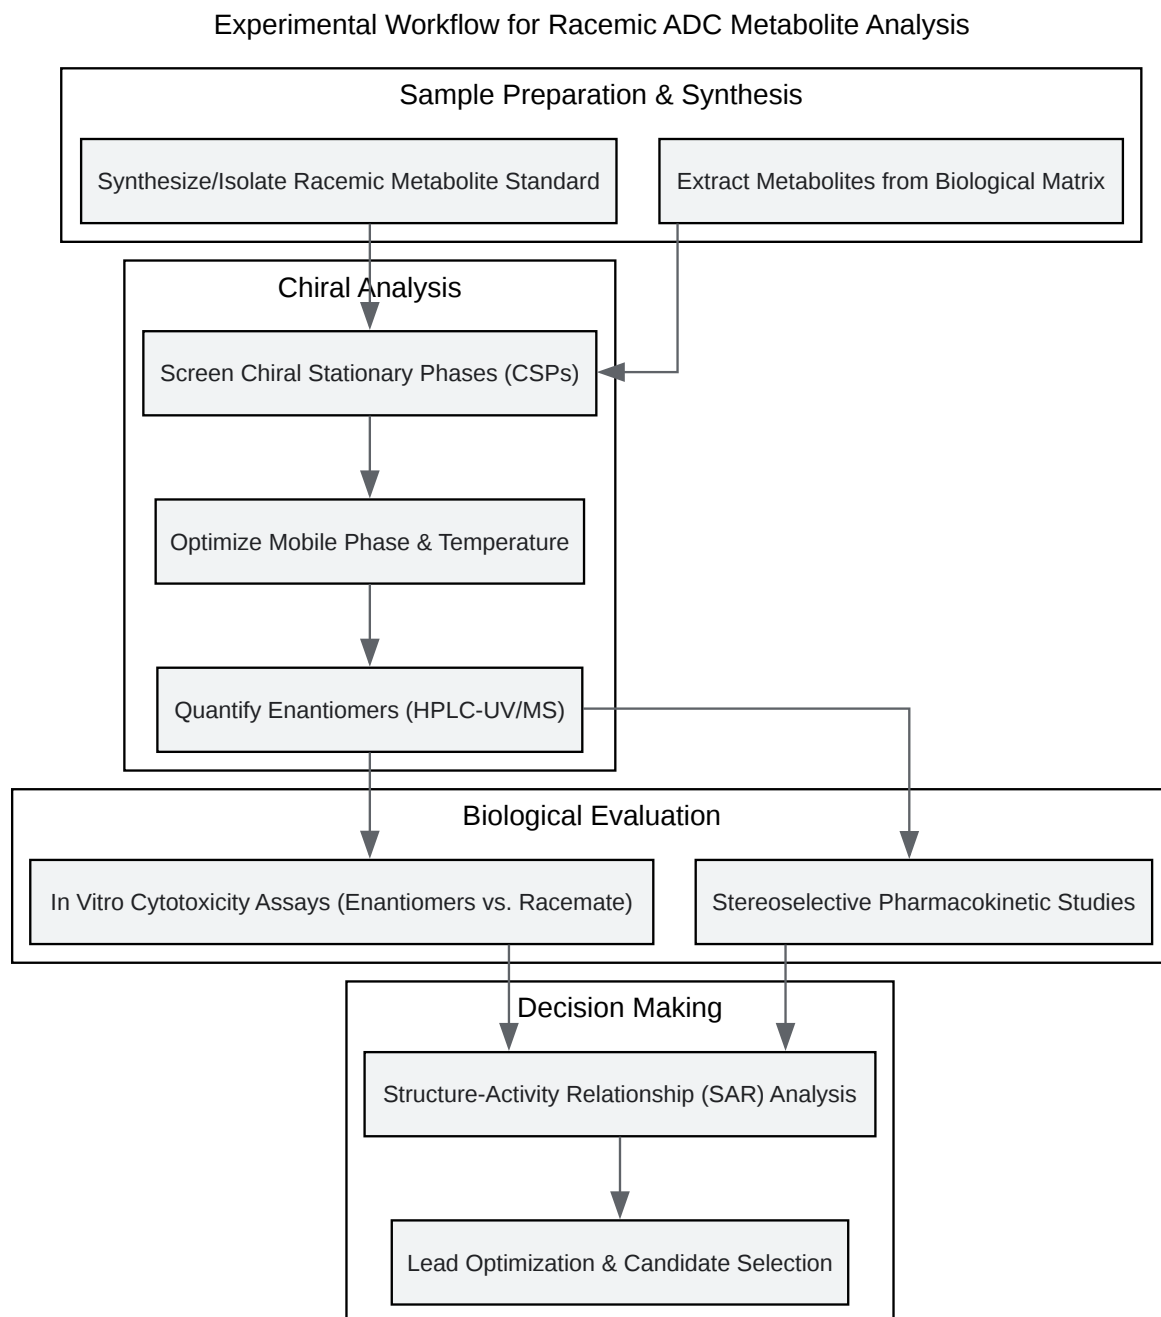 Experimental Workflow for Racemic ADC Metabolite Analysis
Sample Preparation & Synthesis
Synthesize/Isolate Racemic Metabolite Standard
Extract Metabolites from Biological Matrix
Chiral Analysis
Screen Chiral Stationary Phases (CSPs)
Optimize Mobile Phase & Temperature
Quantify Enantiomers (HPLC-UV/MS)
Biological Evaluation
In Vitro Cytotoxicity Assays (Enantiomers vs. Racemate)
Stereoselective Pharmacokinetic Studies
Decision Making
Structure-Activity Relationship (SAR) Analysis
Lead Optimization & Candidate Selection